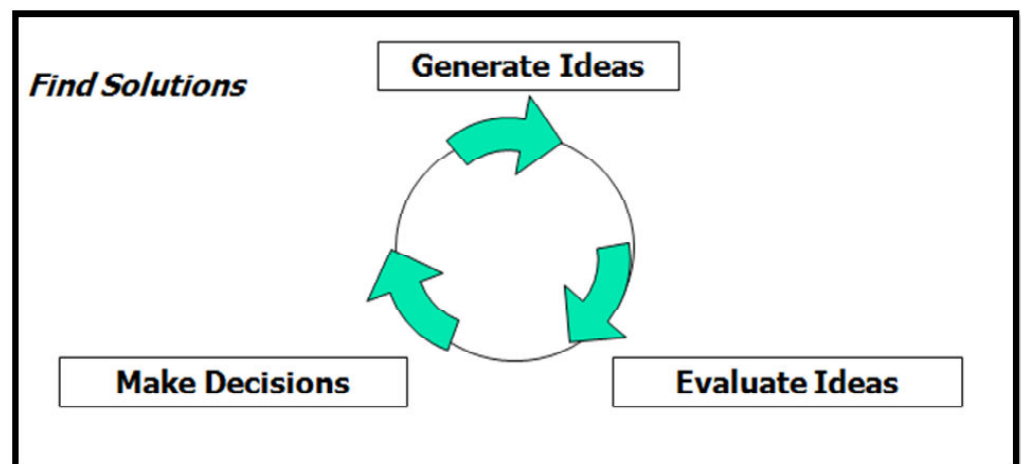 Generate Ideas
Find Solutions
Make Decisions
Evaluate Ideas